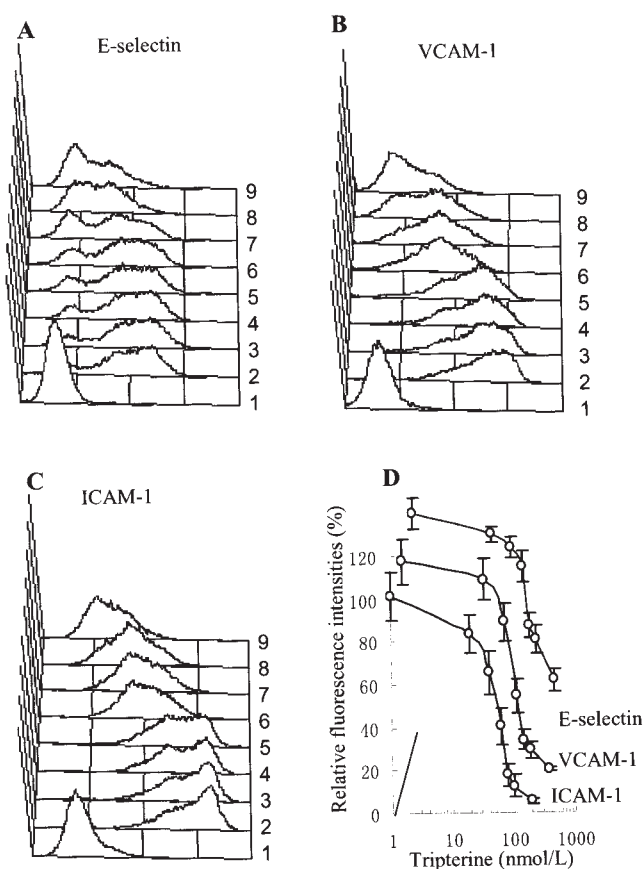 A
E-selectin
9
8
7
6
5
4
3
2
1
B
VCAM-1
9
8
7
6
5
4
3
2
1
C
ICAM-1
9
8
7
6
5
4
3
2
1
D
Relative fluorescence intensities (%)
120
100
80
60
40
20
0
E-selectin
VCAM-1
ICAM-1
1 10 100 1000
Tripterine (nmol/L)